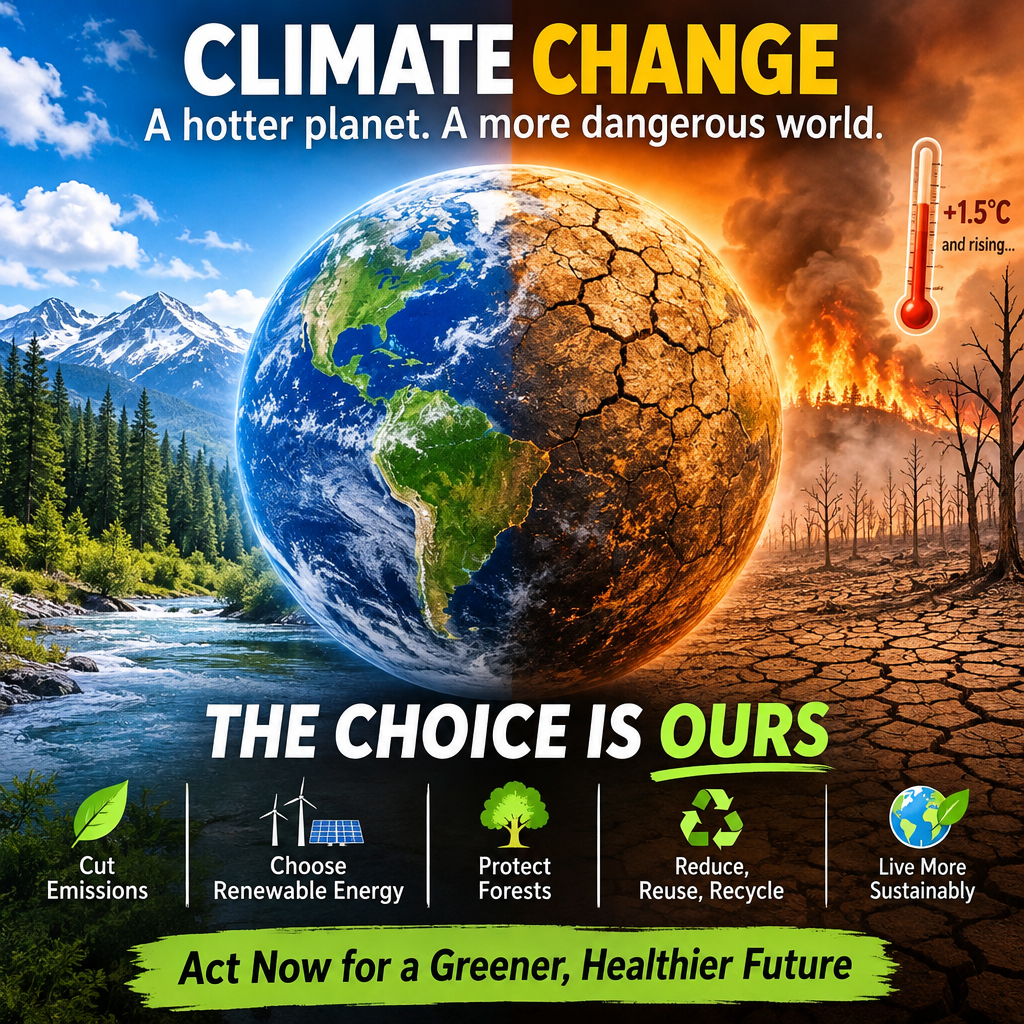 CLIMATE CHANGE
A hotter planet. A more dangerous world.
+1.5°C
and rising...
THE CHOICE IS OURS
Cut
Emissions
Choose
Renewable Energy
Protect
Forests
Reduce,
Reuse, Recycle
Live More
Sustainably
Act Now for a Greener, Healthier Future